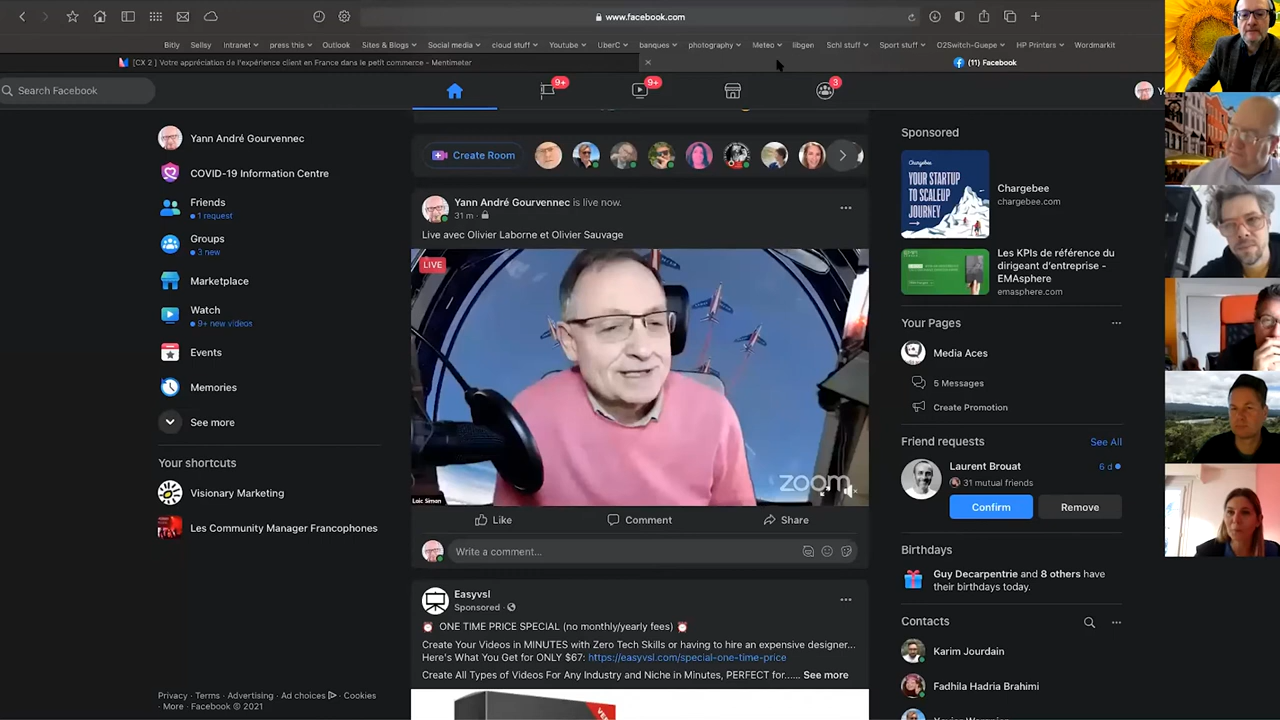 www.facebook.com
Bitly Sellsy Intranet press this Outlook Sites & Blogs Social media cloud stuff Youtube UberC banques photography Meteo libgen Schl stuff Sport stuff O2Switch-Guepe HP Printers Wordmarkit
[CX 2 ] Votre appréciation de l'expérience client en France dans le petit commerce - Mentimeter
(11) Facebook
Search Facebook
9+
9+
3
Y
Yann André Gourvennec
COVID-19 Information Centre
Friends
1 request
Groups
3 new
Marketplace
Watch
9+ new videos
Events
Memories
See more
Your shortcuts
Visionary Marketing
Les Community Manager Francophones
Privacy · Terms · Advertising · Ad choices · Cookies
· More · Facebook © 2021
Create Room
Yann André Gourvennec is live now.
31 m ·
Live avec Olivier Laborne et Olivier Sauvage
LIVE
zoom
Loic Simon
Like Comment Share
Write a comment...
Easyvsl
Sponsored ·
ONE TIME PRICE SPECIAL (no monthly/yearly fees)
Create Your Videos in MINUTES with Zero Tech Skills or having to hire an expensive designer...
Here's What You Get for ONLY $67: https://easyvsl.com/special-one-time-price
Create All Types of Videos For Any Industry and Niche in Minutes, PERFECT for...... See more
Sponsored
Chargebee
YOUR STARTUP
TO SCALEUP
JOURNEY
Chargebee
chargebee.com
Les KPIs de référence du
dirigeant d'entreprise -
EMAsphere
emasphere.com
Your Pages
Media Aces
5 Messages
Create Promotion
Friend requests See All
Laurent Brouat 6 d
31 mutual friends
Confirm Remove
Birthdays
Guy Decarpentrie and 8 others have
their birthdays today.
Contacts
Karim Jourdain
Fadhila Hadria Brahimi